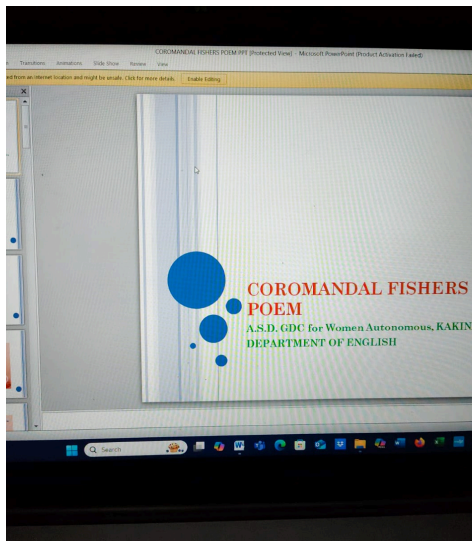 COROMANDAL FISHERS POEM PPT [Protected View] - Microsoft PowerPoint (Product Activation Failed)
Transitions Animations Slide Show Review View
ed from an Internet location and might be unsafe. Click for more details. Enable Editing
COROMANDAL FISHERS
POEM
A.S.D. GDC for Women Autonomous, KAKIN
DEPARTMENT OF ENGLISH
Search